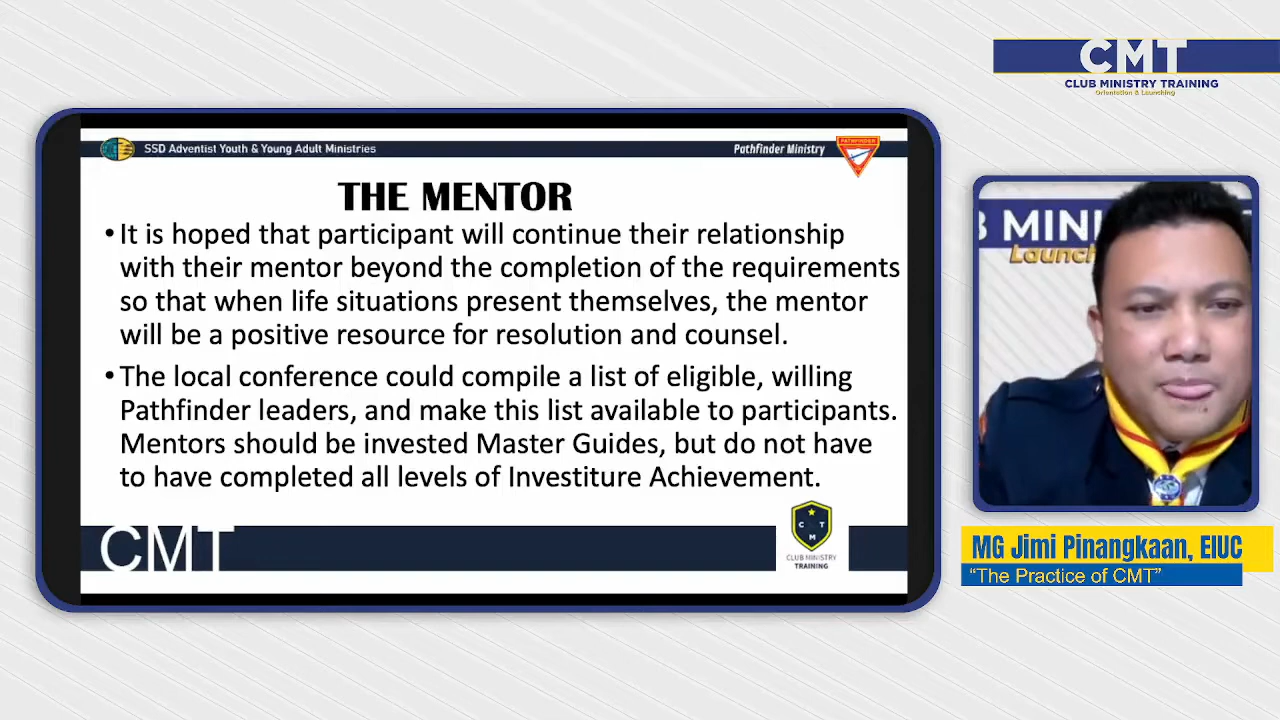 CMT
CLUB MINISTRY TRAINING
Orientation & Launching
SSD Adventist Youth & Young Adult Ministries
Pathfinder Ministry
PATHFINDER
THE MENTOR
• It is hoped that participant will continue their relationship
with their mentor beyond the completion of the requirements
so that when life situations present themselves, the mentor
will be a positive resource for resolution and counsel.
• The local conference could compile a list of eligible, willing
Pathfinder leaders, and make this list available to participants.
Mentors should be invested Master Guides, but do not have
to have completed all levels of Investiture Achievement.
CMT
C T
M
CLUB MINISTRY
TRAINING
B MINI
Launch
MG Jimi Pinangkaan, EIUC
“The Practice of CMT”